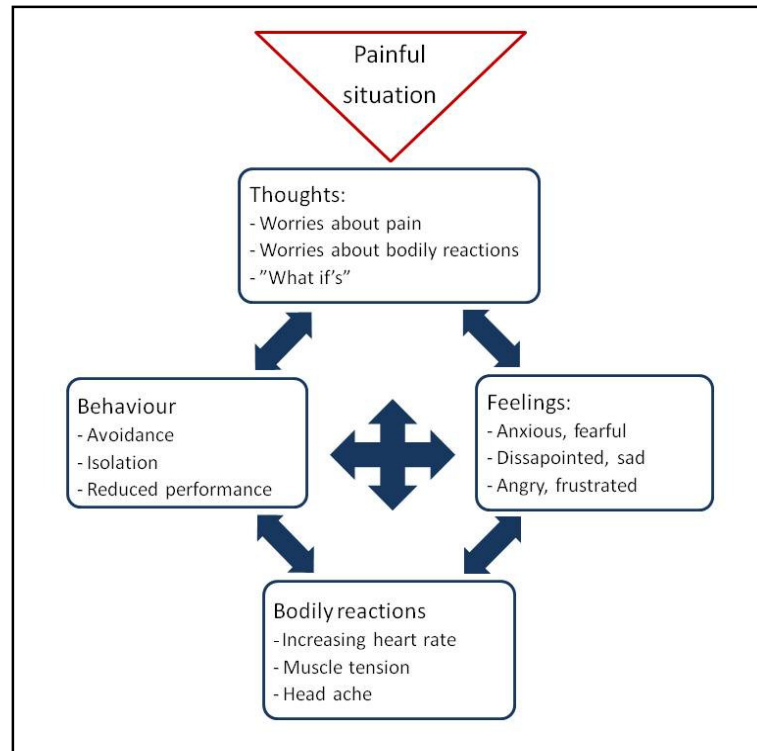 Painful
situation
Thoughts:
- Worries about pain
- Worries about bodily reactions
- ”What if’s”
Behaviour
- Avoidance
- Isolation
- Reduced performance
Feelings:
- Anxious, fearful
- Dissapointed, sad
- Angry, frustrated
Bodily reactions
- Increasing heart rate
- Muscle tension
- Head ache